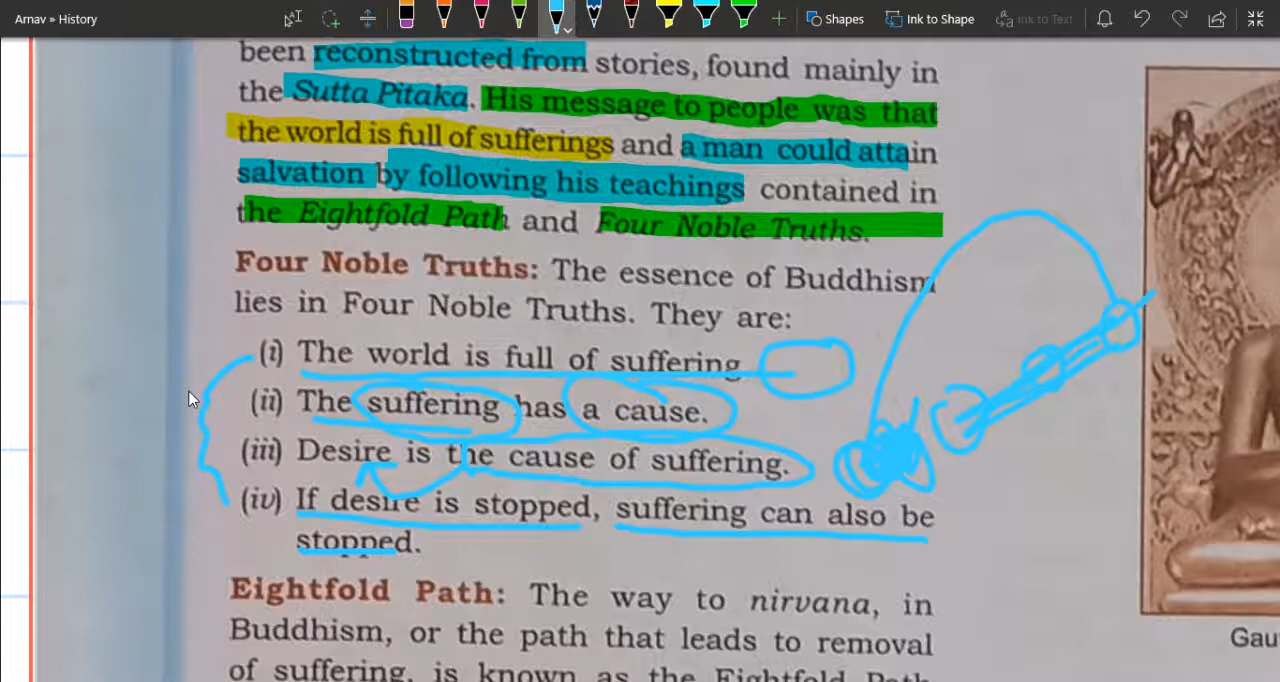 Arnav » History
Shapes
Ink to Shape
Ink to Text
been reconstructed from stories, found mainly in
the Sutta Pitaka. His message to people was that
the world is full of sufferings and a man could attain
salvation by following his teachings contained in
the Eightfold Path and Four Noble Truths.
Four Noble Truths: The essence of Buddhism
lies in Four Noble Truths. They are:
(i) The world is full of suffering
(ii) The suffering has a cause.
(iii) Desire is the cause of suffering.
(iv) If desire is stopped, suffering can also be
stopped.
Eightfold Path: The way to nirvana, in
Buddhism, or the path that leads to removal
of suffering, is known as the Eightfold Path
Gau